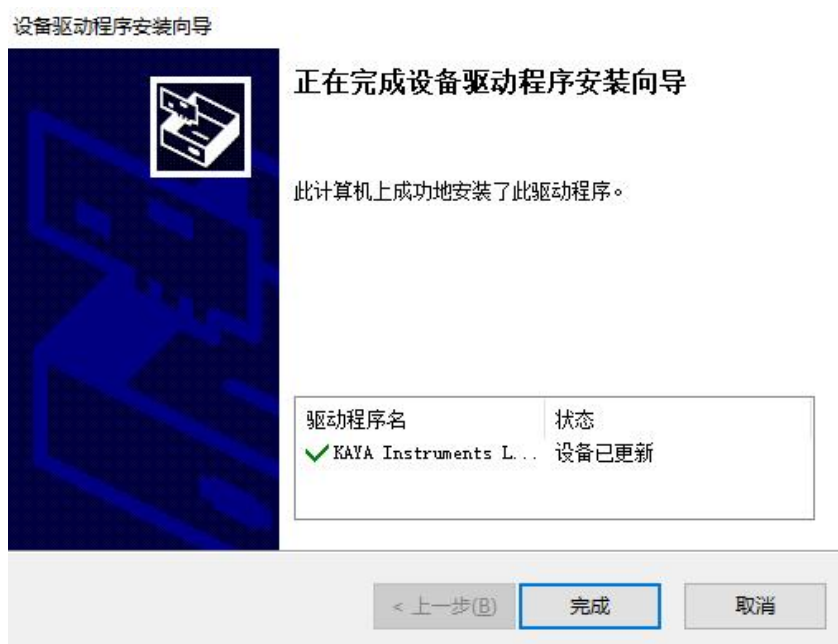 设备驱动程序安装向导
正在完成设备驱动程序安装向导
此计算机上成功地安装了此驱动程序。
驱动程序名 状态
KAYA Instruments L... 设备已更新
< 上一步(B) 完成 取消